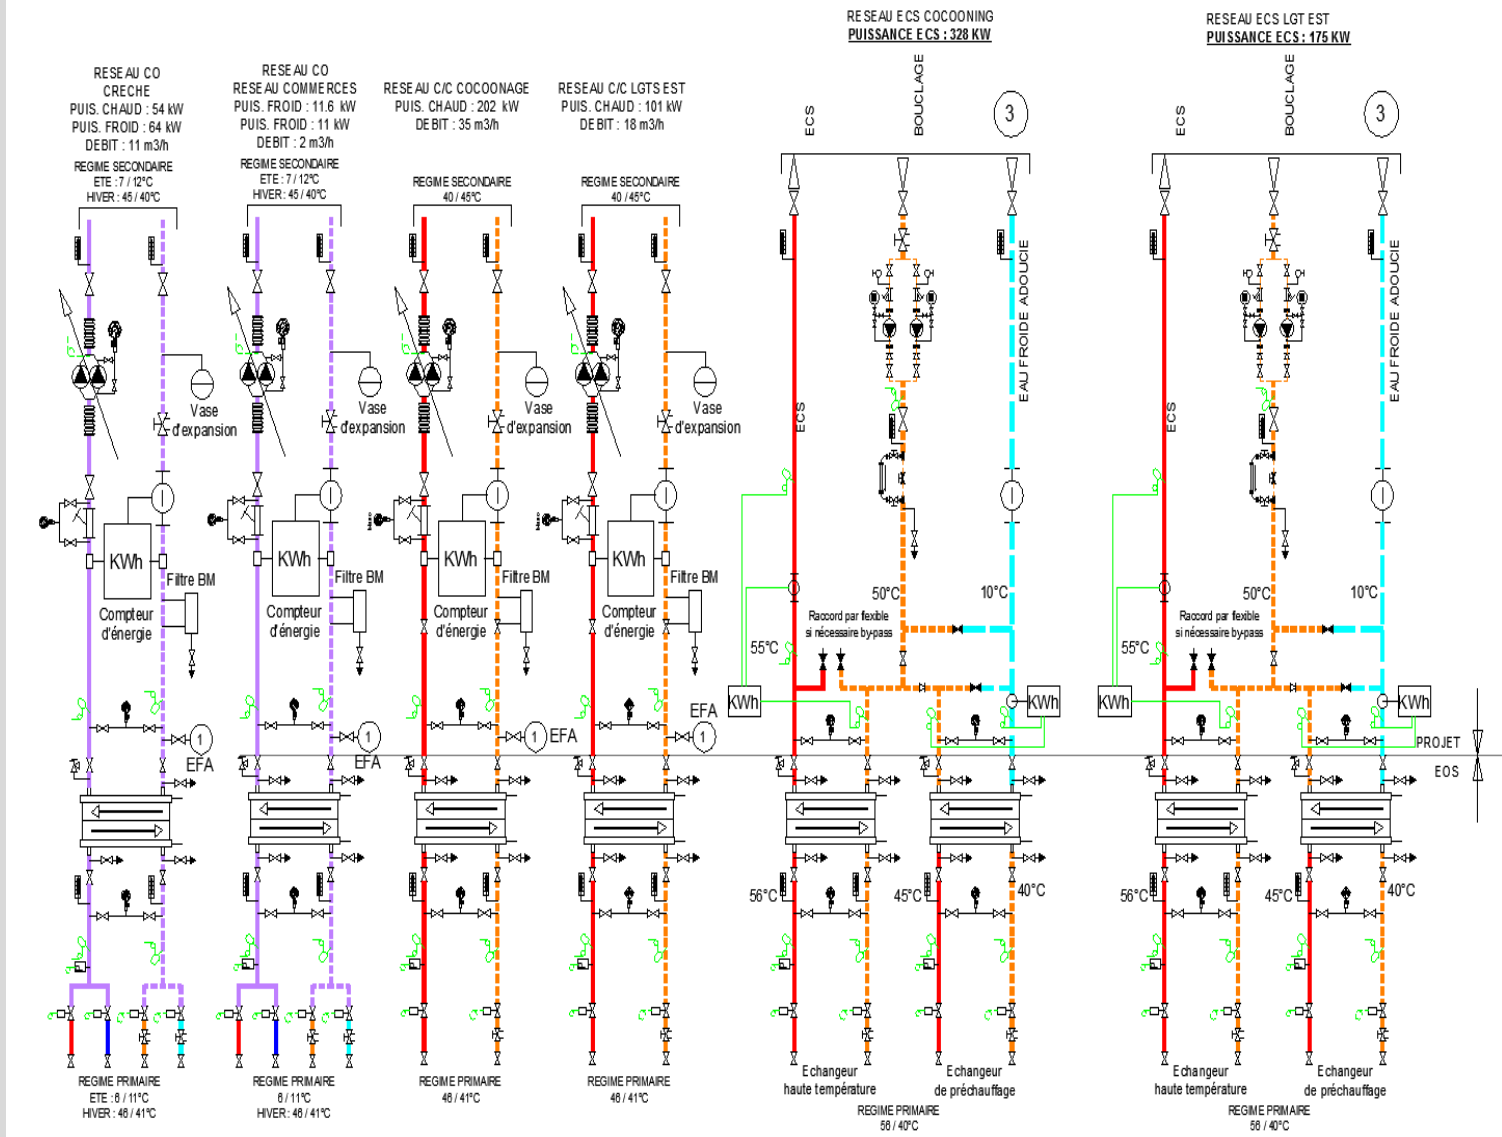 RESEAU CO
CRECHE
PUIS. CHAUD : 54 kW
PUIS. FROID : 64 kW
DEBIT : 11 m3/h
REGIME SECONDAIRE
ETE : 7 / 12°C
HIVER : 45 / 40°C
RESEAU CO
RESEAU COMMERCES
PUIS. FROID : 11.6 kW
PUIS. FROID : 11 kW
DEBIT : 2 m3/h
REGIME SECONDAIRE
ETE : 7 / 12°C
HIVER : 45 / 40°C
RESEAU C/C COCOONAGE
PUIS. CHAUD : 202 kW
DEBIT : 35 m3/h
REGIME SECONDAIRE
40 / 45°C
RESEAU C/C LGTS EST
PUIS. CHAUD : 101 kW
DEBIT : 18 m3/h
REGIME SECONDAIRE
40 / 45°C
RESEAU ECS COCOONING
PUISSANCE ECS : 328 KW
ECS
BOUCLAGE
3
RESEAU ECS LGT EST
PUISSANCE ECS : 175 KW
ECS
BOUCLAGE
3
Vase
d'expansion
Vase
d'expansion
Vase
d'expansion
Vase
d'expansion
ECS
EAU FROIDE ADOUCIE
ECS
EAU FROIDE ADOUCIE
KWh
KWh
KWh
KWh
Filtre BM
Filtre BM
Filtre BM
Filtre BM
Compteur
d'énergie
Compteur
d'énergie
Compteur
d'énergie
Compteur
d'énergie
50°C
10°C
Raccord par flexible
si nécessaire by-pass
55°C
KWh
KWh
50°C
10°C
Raccord par flexible
si nécessaire by-pass
55°C
KWh
KWh
1
EFA
1
EFA
1
EFA
EFA
1
PROJET
EOS
56°C
45°C
40°C
56°C
45°C
40°C
REGIME PRIMAIRE
ETE : 6 / 11°C
HIVER : 46 / 41°C
REGIME PRIMAIRE
6 / 11°C
HIVER : 46 / 41°C
REGIME PRIMAIRE
46 / 41°C
REGIME PRIMAIRE
46 / 41°C
Echangeur
haute température
Echangeur
de préchauffage
REGIME PRIMAIRE
56 / 40°C
Echangeur
haute température
Echangeur
de préchauffage
REGIME PRIMAIRE
56 / 40°C